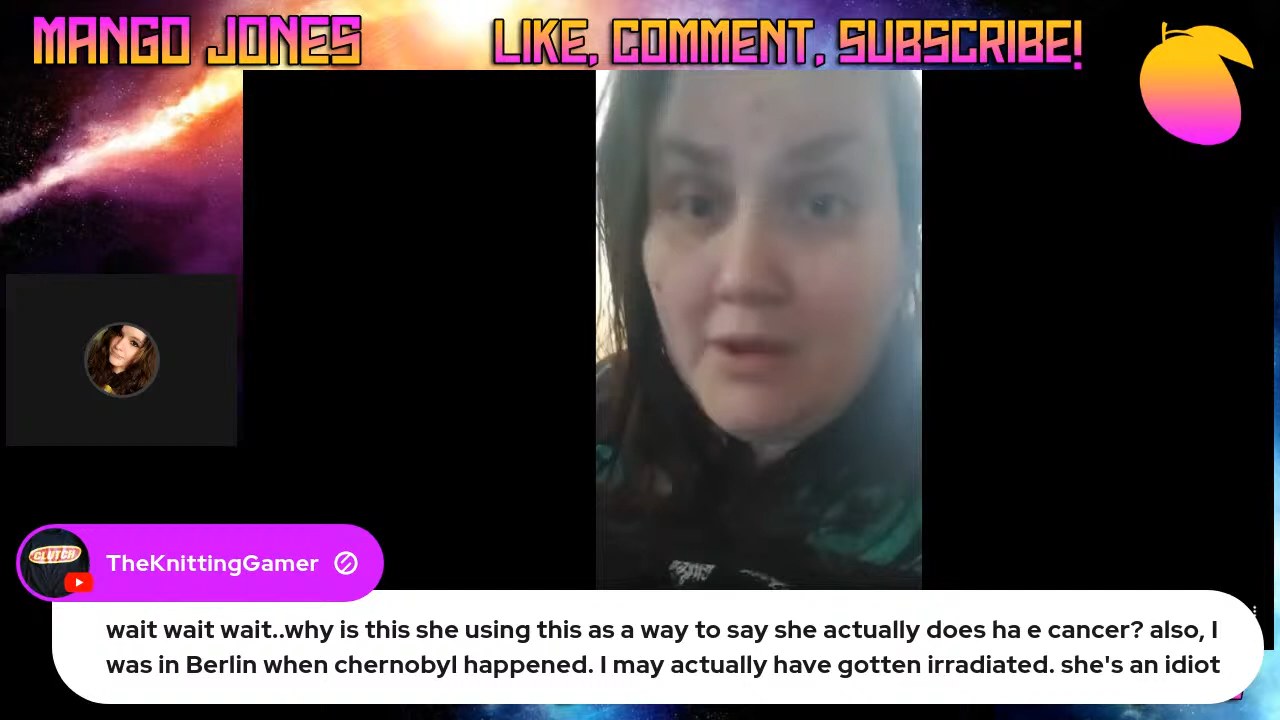 MANGO JONES
LIKE, COMMENT, SUBSCRIBE!
CLUTCH
TheKnittingGamer
wait wait wait..why is this she using this as a way to say she actually does ha e cancer? also, I
was in Berlin when chernobyl happened. I may actually have gotten irradiated. she's an idiot